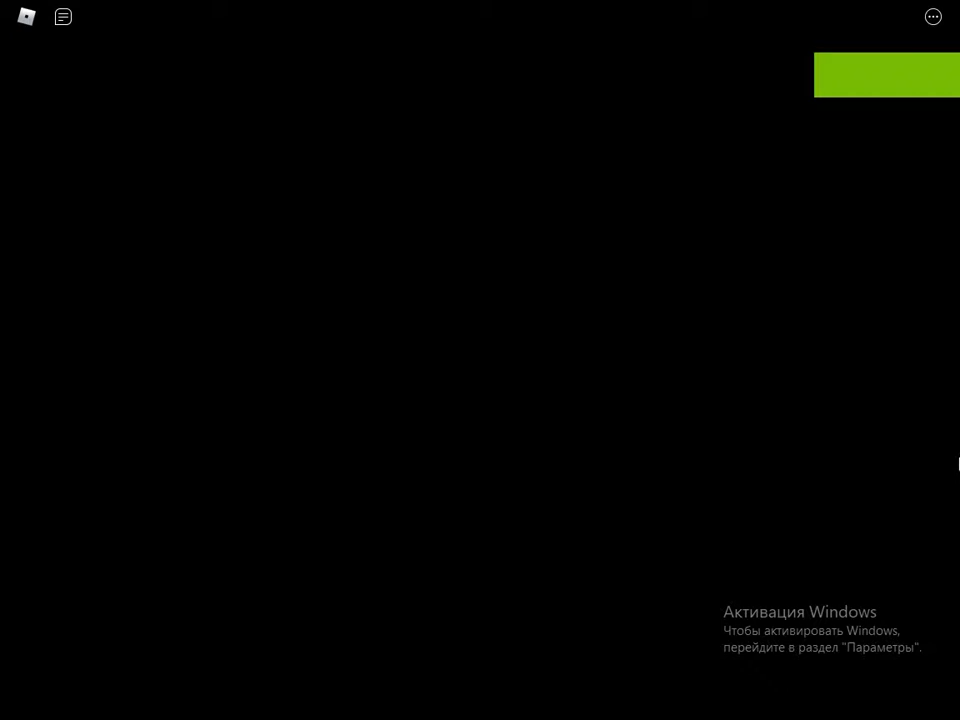 Активация Windows
Чтобы активировать Windows,
перейдите в раздел "Параметры".